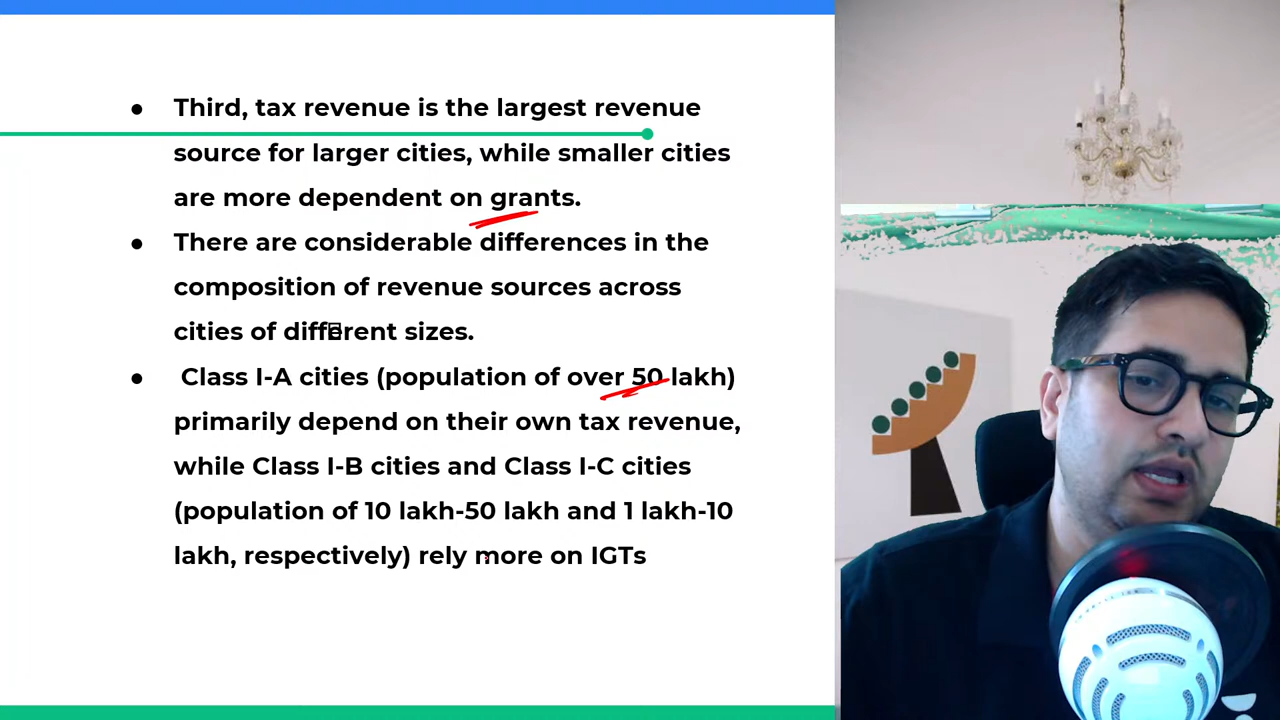 ● Third, tax revenue is the largest revenue
source for larger cities, while smaller cities
are more dependent on grants.
● There are considerable differences in the
composition of revenue sources across
cities of different sizes.
● Class I-A cities (population of over 50 lakh)
primarily depend on their own tax revenue,
while Class I-B cities and Class I-C cities
(population of 10 lakh-50 lakh and 1 lakh-10
lakh, respectively) rely more on IGTs